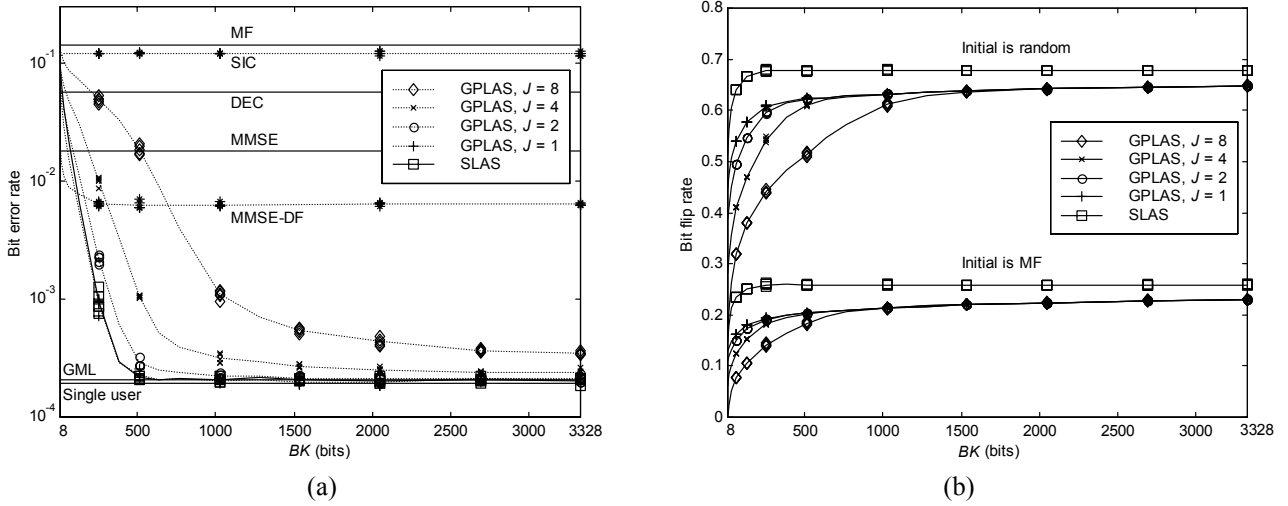 MF
SIC
DEC
MMSE
MMSE-DF
GML
Single user
GPLAS, J = 8
GPLAS, J = 4
GPLAS, J = 2
GPLAS, J = 1
SLAS
10⁻¹
10⁻²
10⁻³
10⁻⁴
Bit error rate
8 500 1000 1500 2000 2500 3000 3328
BK (bits)
(a)
Initial is random
Initial is MF
GPLAS, J = 8
GPLAS, J = 4
GPLAS, J = 2
GPLAS, J = 1
SLAS
0.8
0.7
0.6
0.5
0.4
0.3
0.2
0.1
0
Bit flip rate
8 500 1000 1500 2000 2500 3000 3328
BK (bits)
(b)